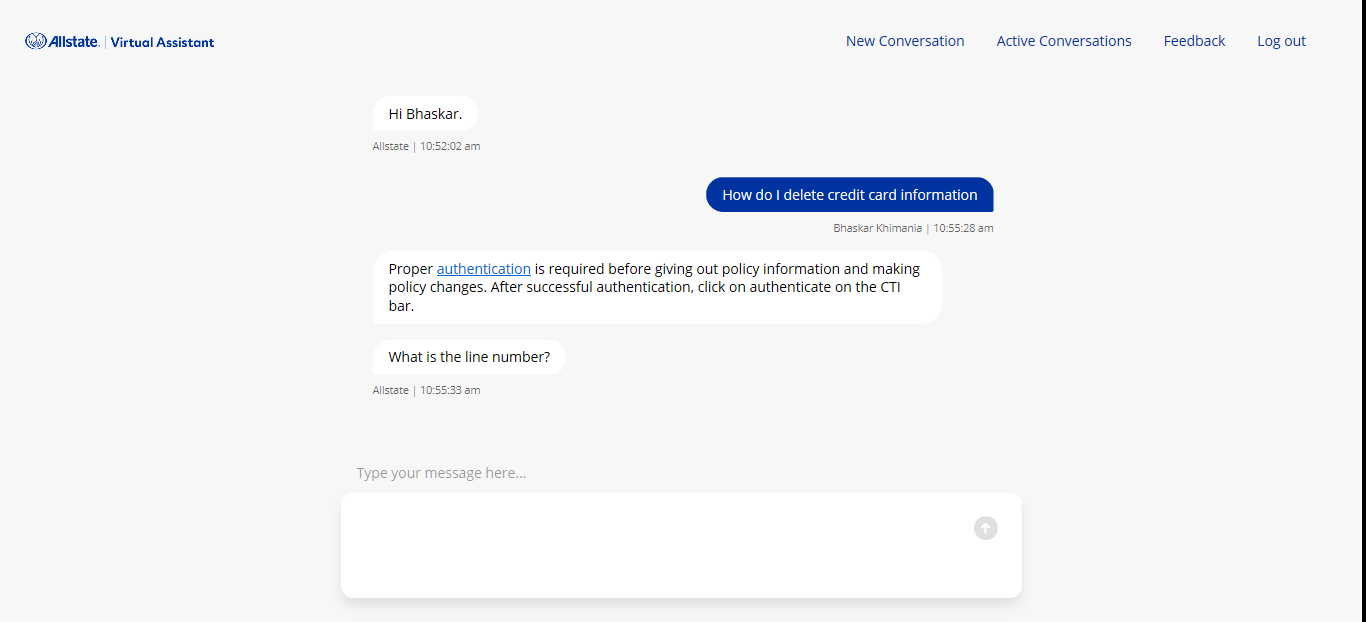 Allstate. | Virtual Assistant
New Conversation Active Conversations Feedback Log out
Hi Bhaskar.
Allstate | 10:52:02 am
How do I delete credit card information
Bhaskar Khimania | 10:55:28 am
Proper authentication is required before giving out policy information and making
policy changes. After successful authentication, click on authenticate on the CTI
bar.
What is the line number?
Allstate | 10:55:33 am
Type your message here...